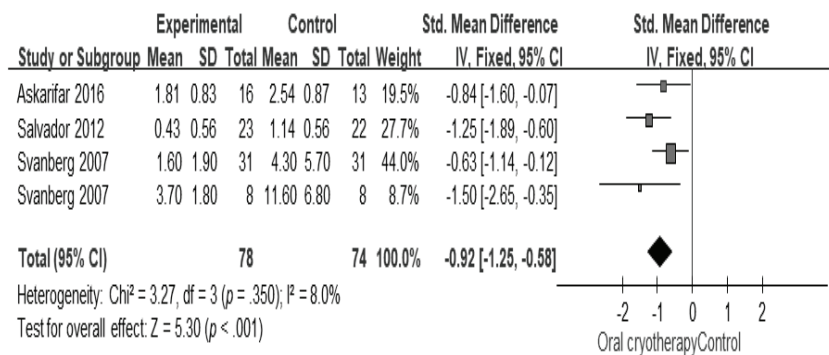 Experimental Control Std. Mean Difference Std. Mean Difference
Study or Subgroup Mean SD Total Mean SD Total Weight IV, Fixed, 95% CI IV, Fixed, 95% CI
Askarifar 2016 1.81 0.83 16 2.54 0.87 13 19.5% -0.84 [-1.60, -0.07]
Salvador 2012 0.43 0.56 23 1.14 0.56 22 27.7% -1.25 [-1.89, -0.60]
Svanberg 2007 1.60 1.90 31 4.30 5.70 31 44.0% -0.63 [-1.14, -0.12]
Svanberg 2007 3.70 1.80 8 11.60 6.80 8 8.7% -1.50 [-2.65, -0.35]
Total (95% CI) 78 74 100.0% -0.92 [-1.25, -0.58]
Heterogeneity: Chi² = 3.27, df = 3 (p = .350); I² = 8.0%
Test for overall effect: Z = 5.30 (p < .001)
-2 -1 0 1 2
Oral cryotherapyControl